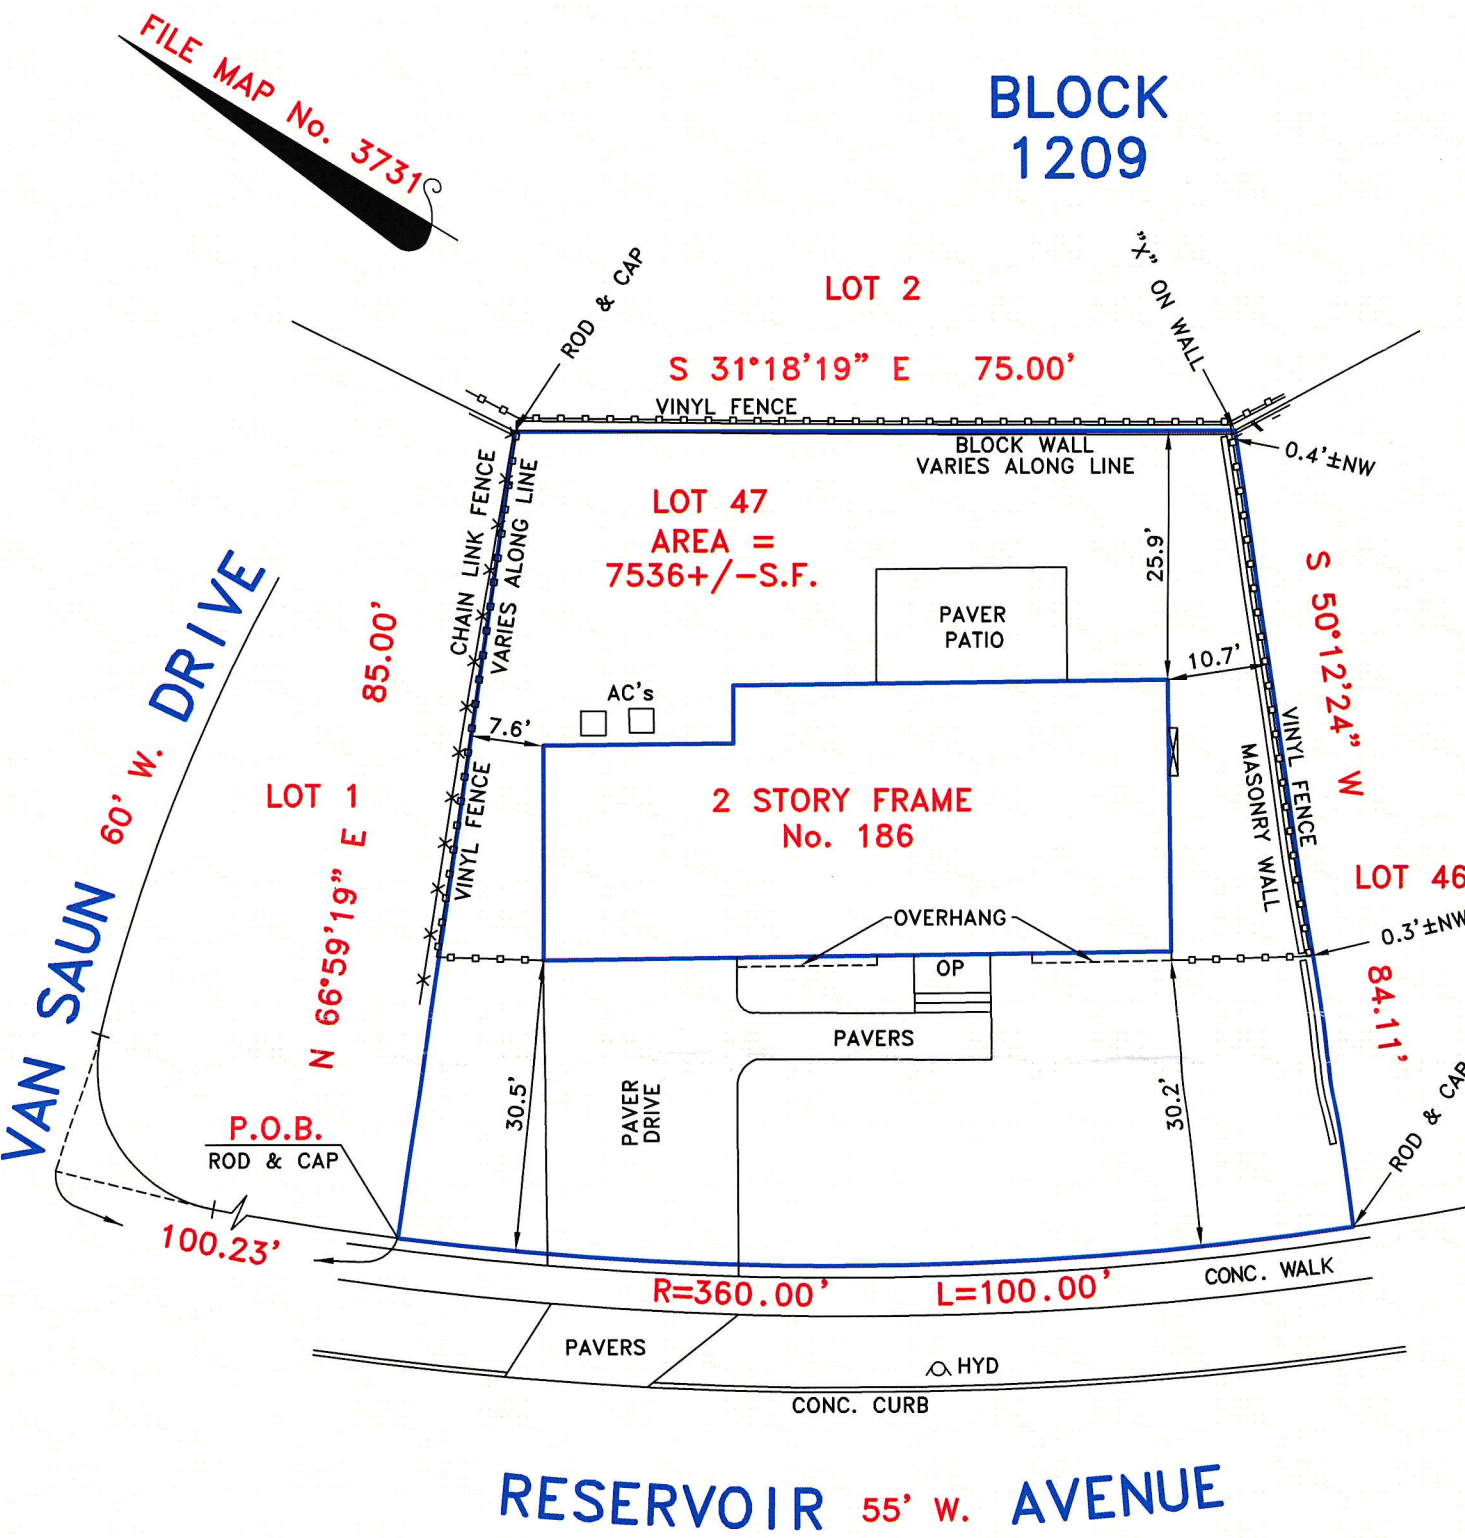 FILE MAP No. 3731
BLOCK
1209
ROD & CAP
"X" ON WALL
LOT 2
S 31°18'19" E 75.00'
VINYL FENCE
BLOCK WALL
VARIES ALONG LINE
0.4'±NW
CHAIN LINK FENCE
VARIES ALONG LINE
LOT 47
AREA =
7536+/-S.F.
25.9'
PAVER
PATIO
10.7'
S 50°12'24" W
84.11'
VAN SAUN DRIVE
60' W.
N 66°59'19" E
85.00'
AC's
7.6'
LOT 1
VINYL FENCE
2 STORY FRAME
No. 186
VINYL FENCE
MASONRY WALL
LOT 46
OVERHANG
0.3'±NW
OP
PAVERS
30.5'
PAVER
DRIVE
30.2'
P.O.B.
ROD & CAP
ROD & CAP
100.23'
R=360.00' L=100.00'
CONC. WALK
PAVERS
HYD
CONC. CURB
RESERVOIR 55' W. AVENUE